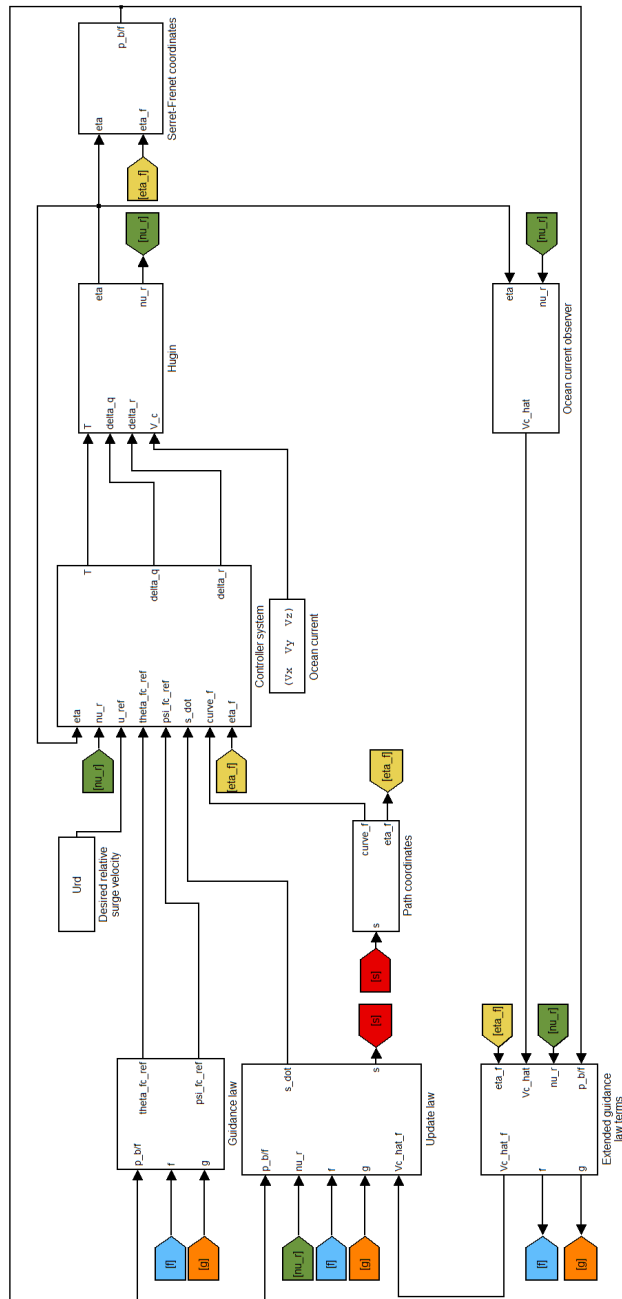 p_b/f
eta
eta_f
Serret-Frenet coordinates
[eta_f]
[nu_r]
eta
nu_r
T
delta_q
delta_r
V_c
Hugin
[nu_r]
eta
nu_r
Vc_hat
Ocean current observer
T
delta_q
delta_r
eta
nu_r
u_ref
theta_fc_ref
psi_fc_ref
s_dot
curve_f
eta_f
Controller system
(Vx Vy Vz)
Ocean current
[nu_r]
[eta_f]
Urd
Desired relative
surge velocity
curve_f
eta_f
s
Path coordinates
[eta_f]
[s]
[s]
theta_fc_ref
psi_fc_ref
p_b/f
f
g
Guidance law
[f]
[g]
s_dot
s
p_b/f
nu_r
f
g
Vc_hat_f
Update law
[nu_r]
[f]
[g]
[eta_f]
[nu_r]
eta_f
Vc_hat
nu_r
p_b/f
Vc_hat_f
f
g
Extended guidance
law terms
[f]
[g]